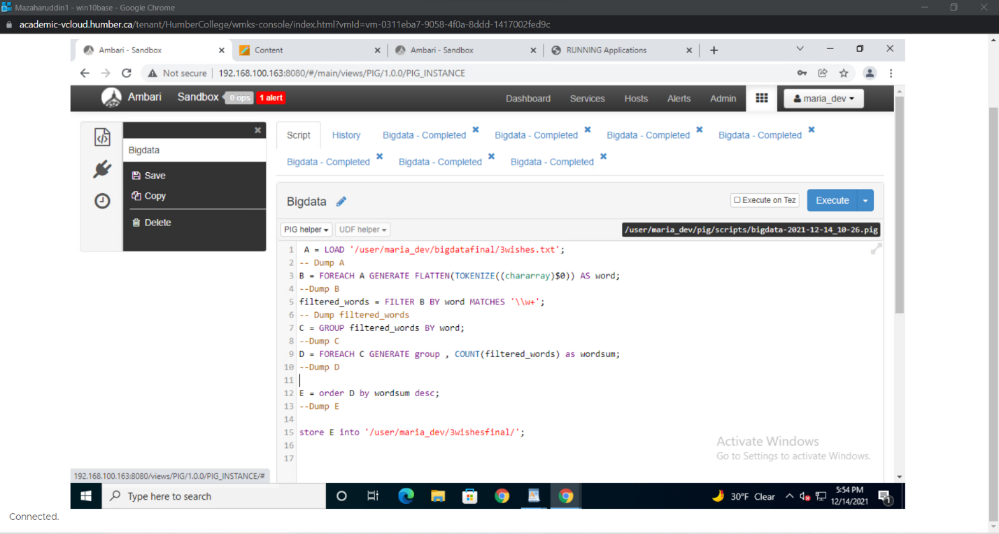 Mazaharuddin1 - win10base - Google Chrome
academic-vcloud.humber.ca/tenant/HumberCollege/wmks-console/index.html?vmId=vm-0311eba7-9058-4f0a-8ddd-1417002fed9c
Ambari - Sandbox
Content
Ambari - Sandbox
RUNNING Applications
Not secure
192.168.100.163:8080/#/main/views/PIG/1.0.0/PIG_INSTANCE
Ambari Sandbox 0 ops 1 alert
Dashboard Services Hosts Alerts Admin
maria_dev
Bigdata
Save
Copy
Delete
Script History Bigdata - Completed Bigdata - Completed Bigdata - Completed Bigdata - Completed
Bigdata - Completed Bigdata - Completed Bigdata - Completed
Bigdata
Execute on Tez
Execute
PIG helper UDF helper
/user/maria_dev/pig/scripts/bigdata-2021-12-14_10-26.pig
1 A = LOAD '/user/maria_dev/bigdatafinal/3wishes.txt';
2 -- Dump A
3 B = FOREACH A GENERATE FLATTEN(TOKENIZE((chararray)$0)) AS word;
4 --Dump B
5 filtered_words = FILTER B BY word MATCHES '\\w+';
6 -- Dump filtered_words
7 C = GROUP filtered_words BY word;
8 --Dump C
9 D = FOREACH C GENERATE group , COUNT(filtered_words) as wordsum;
10 --Dump D
11
12 E = order D by wordsum desc;
13 --Dump E
14
15 store E into '/user/maria_dev/3wishesfinal/';
16
17
Activate Windows
Go to Settings to activate Windows.
192.168.100.163:8080/views/PIG/1.0.0/PIG_INSTANCE/#
Type here to search
30°F Clear
5:54 PM
12/14/2021
1
Connected.